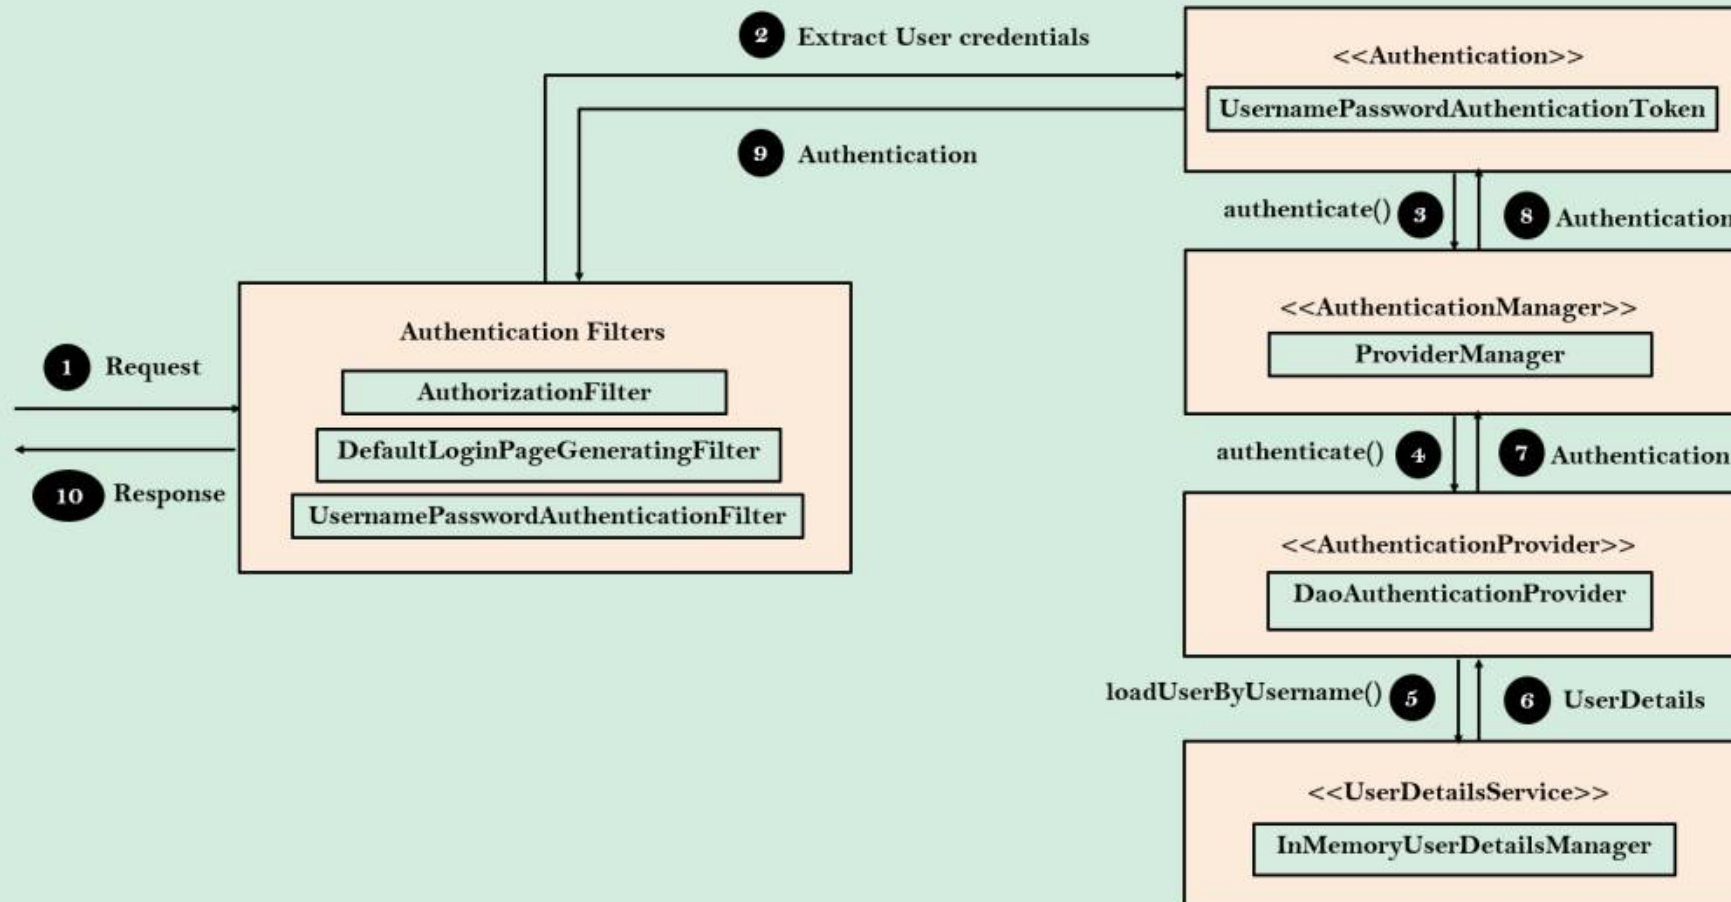 2 Extract User credentials
<<Authentication>>
UsernamePasswordAuthenticationToken
9 Authentication
authenticate() 3
8 Authentication
<<AuthenticationManager>>
ProviderManager
Authentication Filters
1 Request
AuthorizationFilter
DefaultLoginPageGeneratingFilter
10 Response
UsernamePasswordAuthenticationFilter
authenticate() 4
7 Authentication
<<AuthenticationProvider>>
DaoAuthenticationProvider
loadUserByUsername() 5
6 UserDetails
<<UserDetailsService>>
InMemoryUserDetailsManager